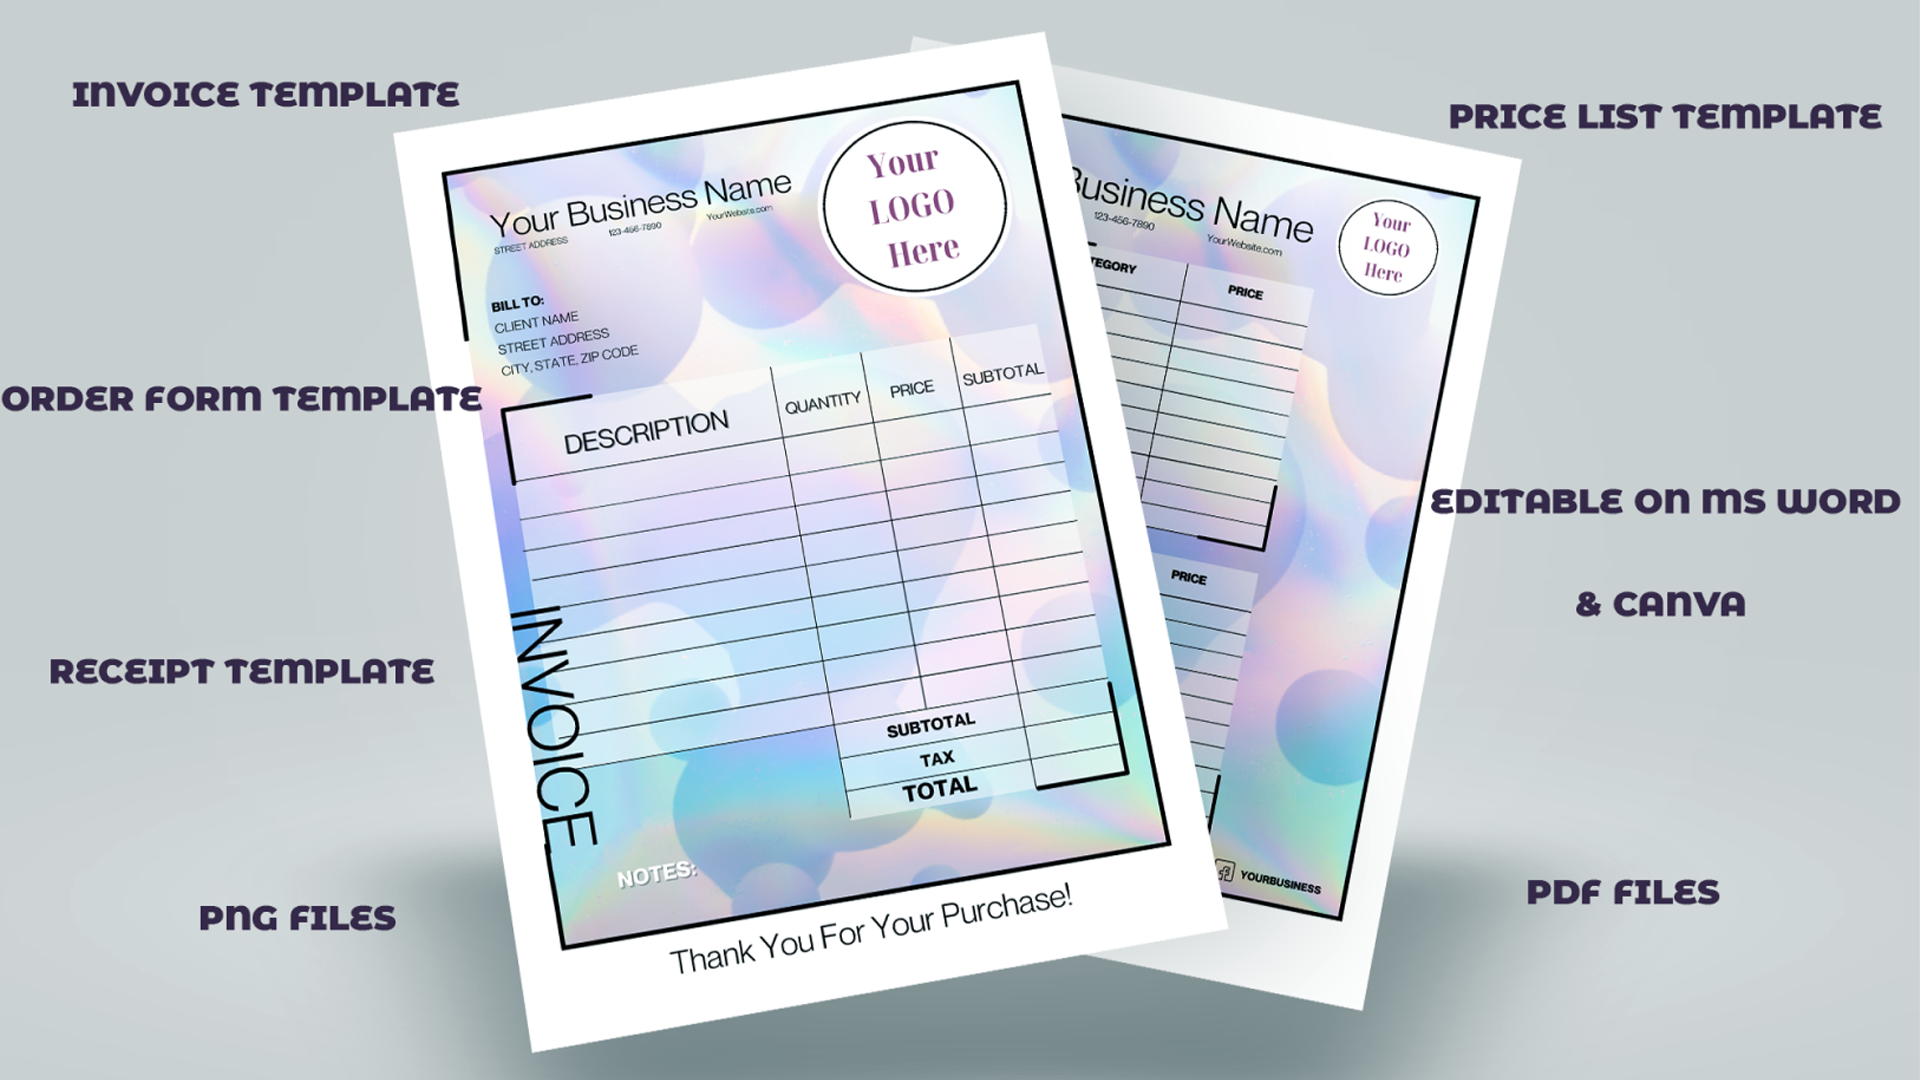 INVOICE TEMPLATE
ORDER FORM TEMPLATE
RECEIPT TEMPLATE
PNG FILES
Your Business Name
STREET ADDRESS 123-456-7890 YourWebsite.com
Your
LOGO
Here
BILL TO:
CLIENT NAME
STREET ADDRESS
CITY, STATE, ZIP CODE
DESCRIPTION QUANTITY PRICE SUBTOTAL
SUBTOTAL
TAX
TOTAL
INVOICE
NOTES:
Thank You For Your Purchase!
Business Name
123-456-7890 YourWebsite.com
Your
LOGO
Here
TEGORY PRICE
PRICE
YOURBUSINESS
PRICE LIST TEMPLATE
EDITABLE ON MS WORD
& CANVA
PDF FILES